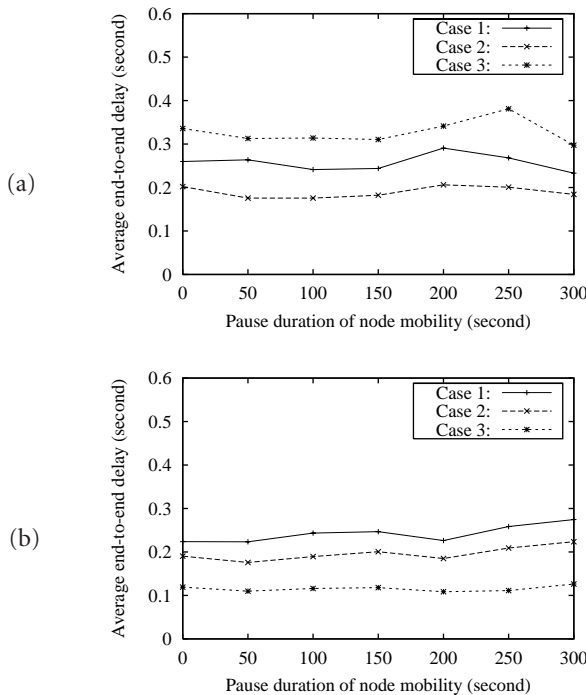 (a)
Average end-to-end delay (second)
0.6
0.5
0.4
0.3
0.2
0.1
0
Case 1:
Case 2:
Case 3:
0 50 100 150 200 250 300
Pause duration of node mobility (second)
(b)
Average end-to-end delay (second)
0.6
0.5
0.4
0.3
0.2
0.1
0
Case 1:
Case 2:
Case 3:
0 50 100 150 200 250 300
Pause duration of node mobility (second)